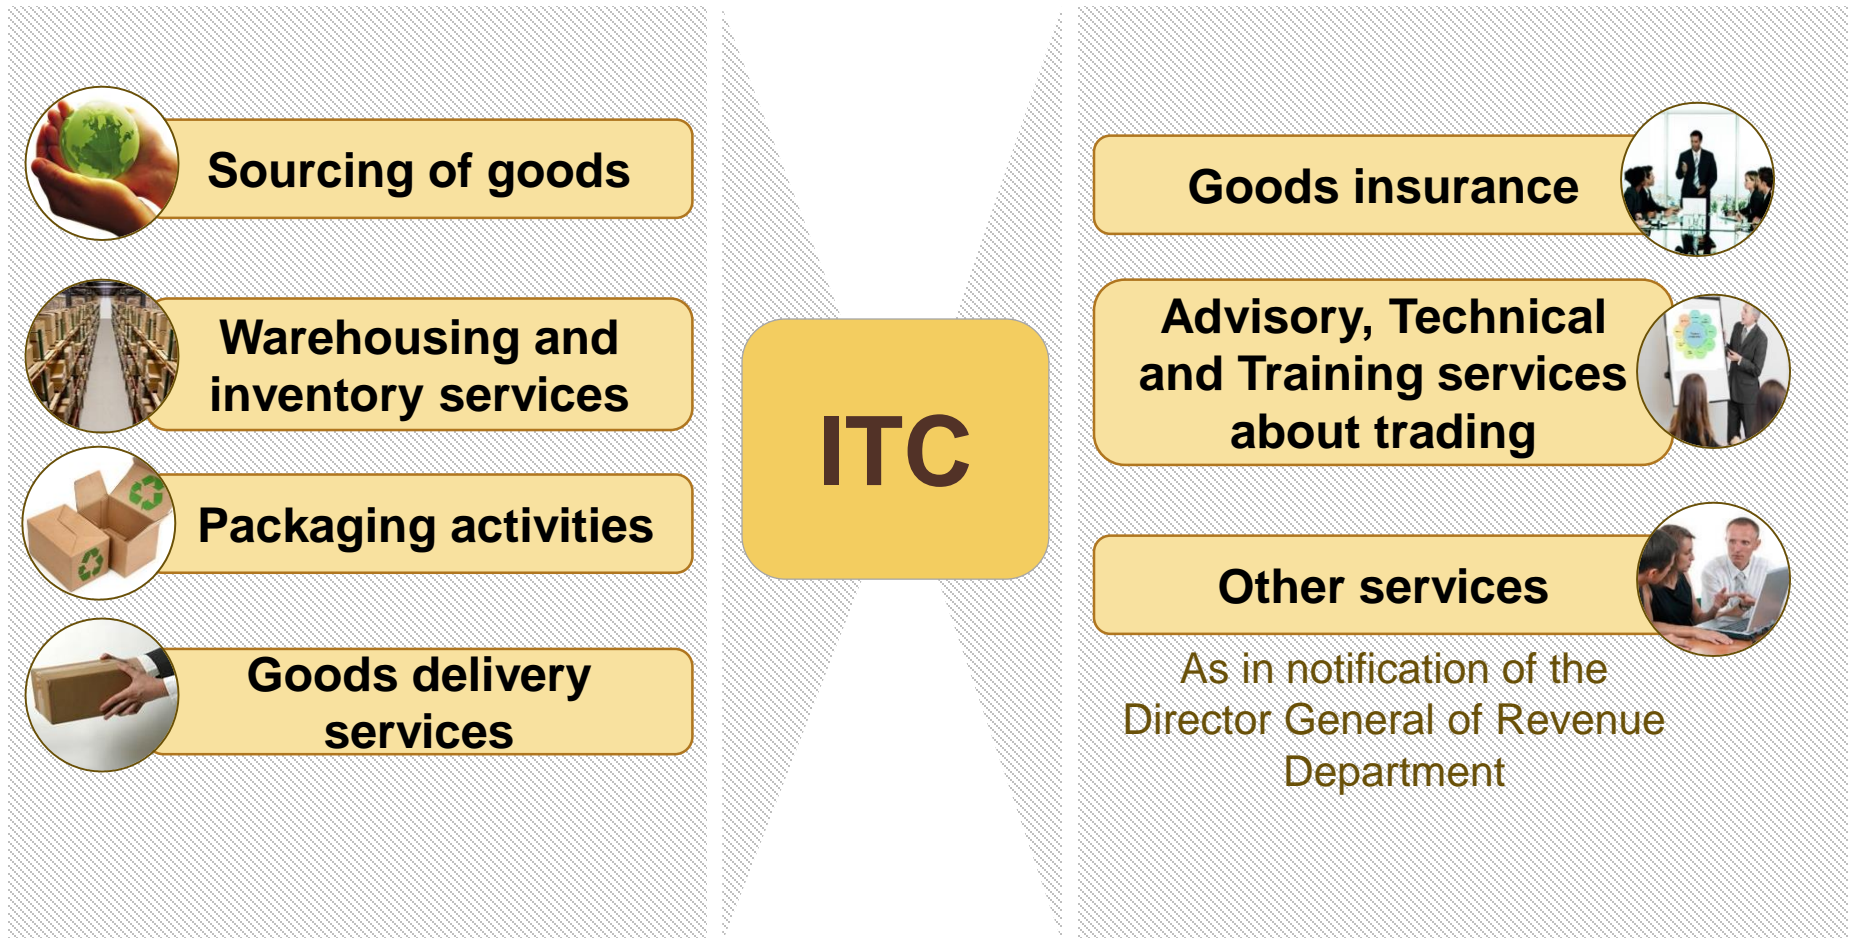 Sourcing of goods
Warehousing and
inventory services
Packaging activities
Goods delivery
services
ITC
Goods insurance
Advisory, Technical
and Training services
about trading
Other services
As in notification of the
Director General of Revenue
Department